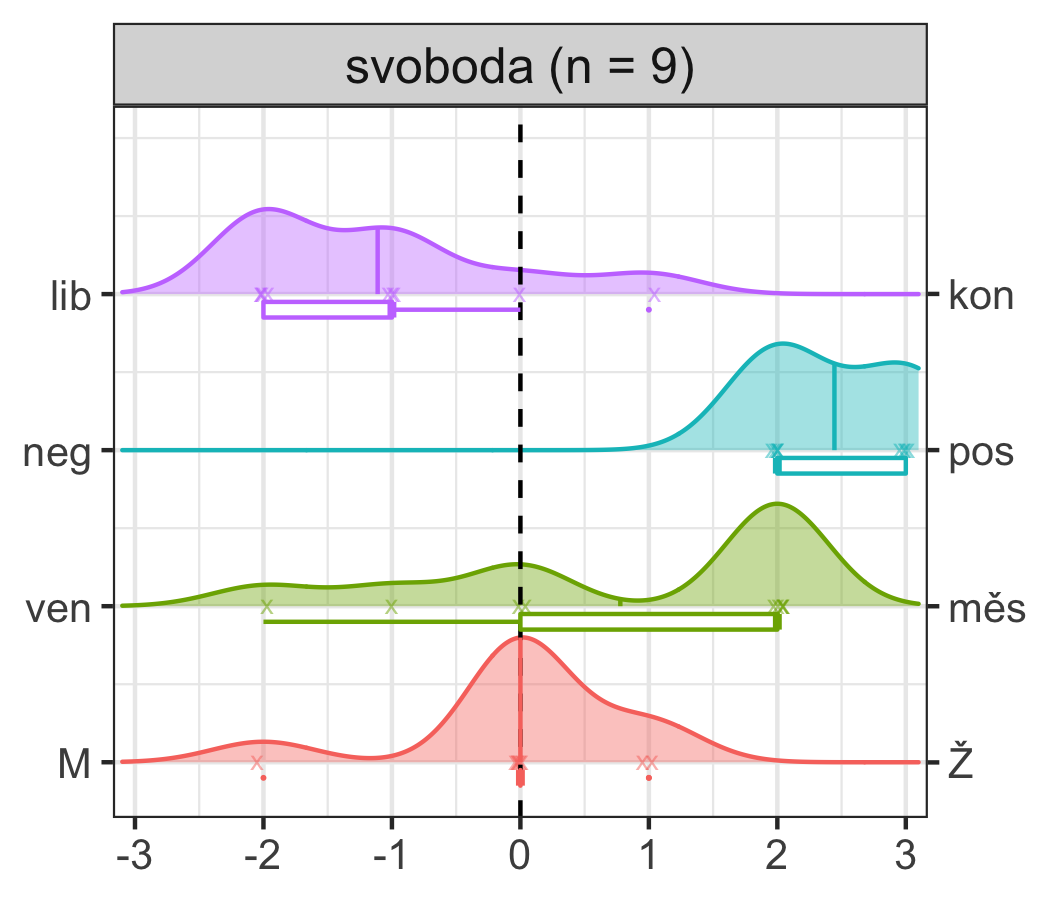 svoboda (n = 9)
lib kon
neg pos
ven měs
M Ž
-3 -2 -1 0 1 2 3